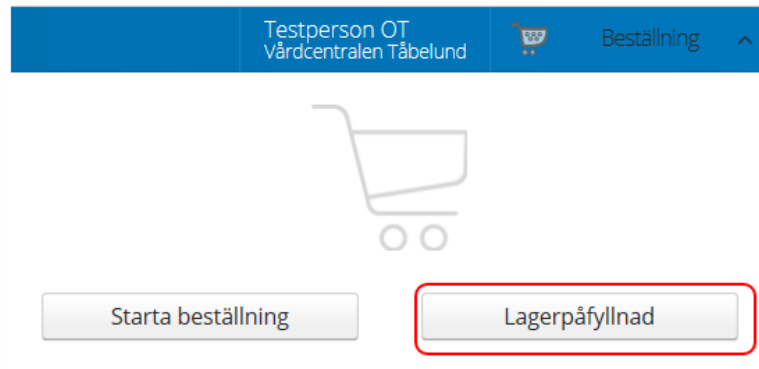 Testperson OT
Vårdcentralen Tåbelund
Beställning
Starta beställning
Lagerpåfyllnad